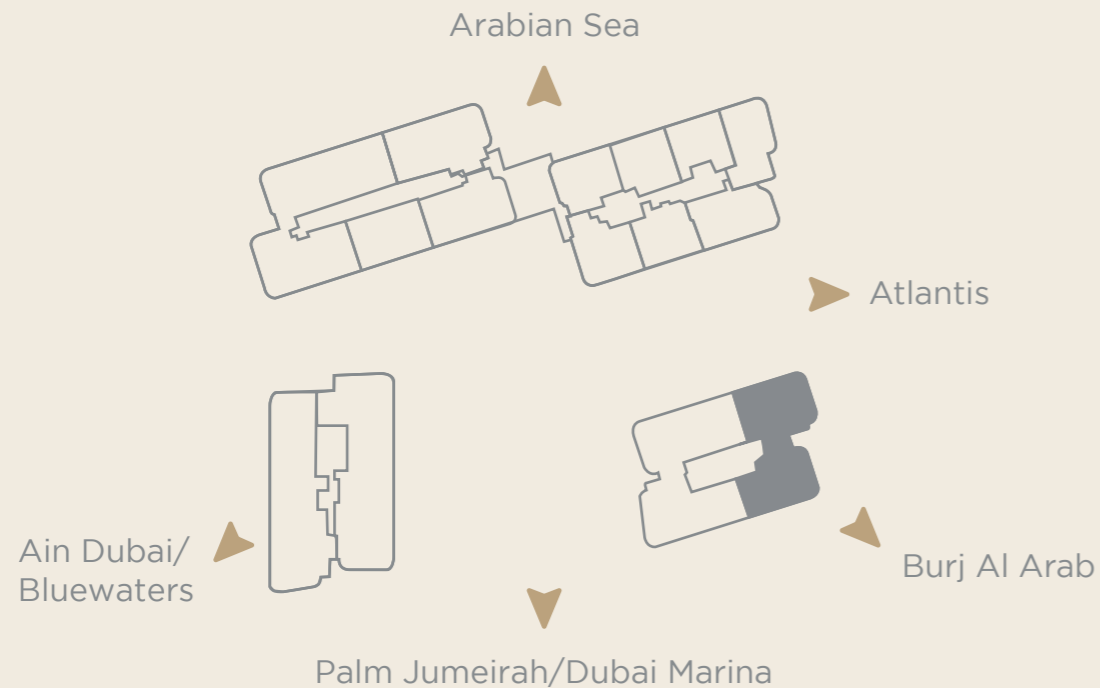 Arabian Sea
Atlantis
Ain Dubai/
Bluewaters
Burj Al Arab
Palm Jumeirah/Dubai Marina